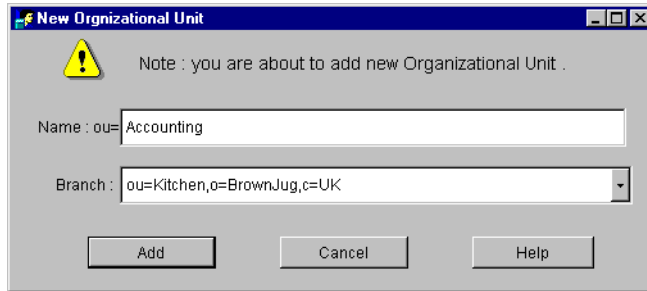 New Orgnizational Unit
Note : you are about to add new Organizational Unit .
Name : ou= Accounting
Branch : ou=Kitchen,o=BrownJug,c=UK
Add Cancel Help